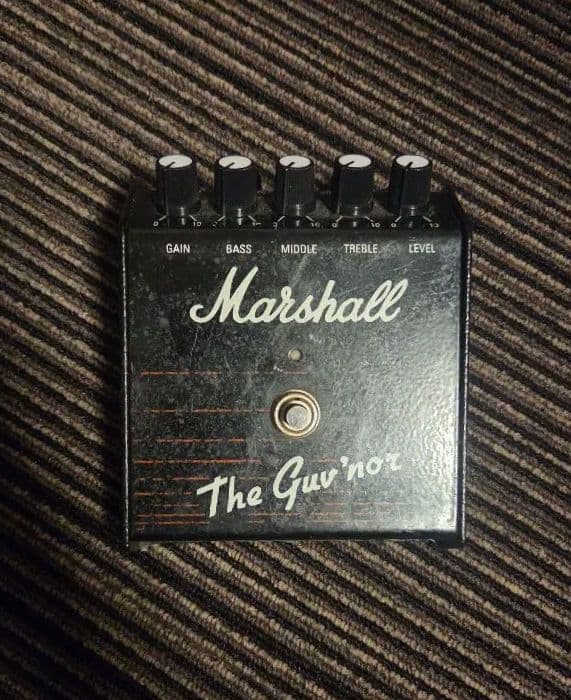 GAIN BASS MIDDLE TREBLE LEVEL
Marshall
The Guv'nor